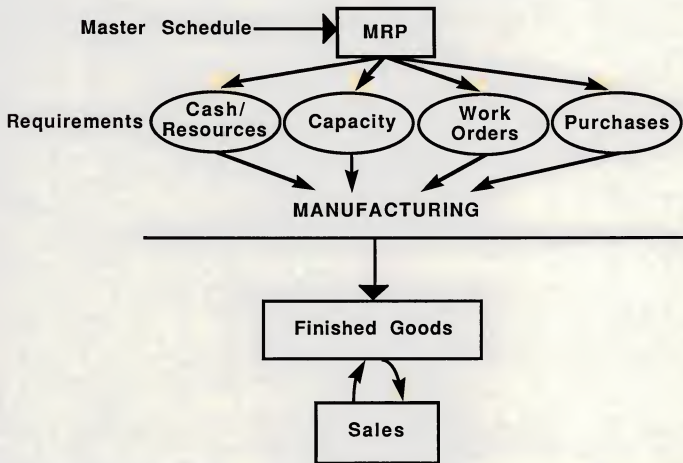 Master Schedule
MRP
Requirements
Cash/
Resources
Capacity
Work
Orders
Purchases
MANUFACTURING
Finished Goods
Sales